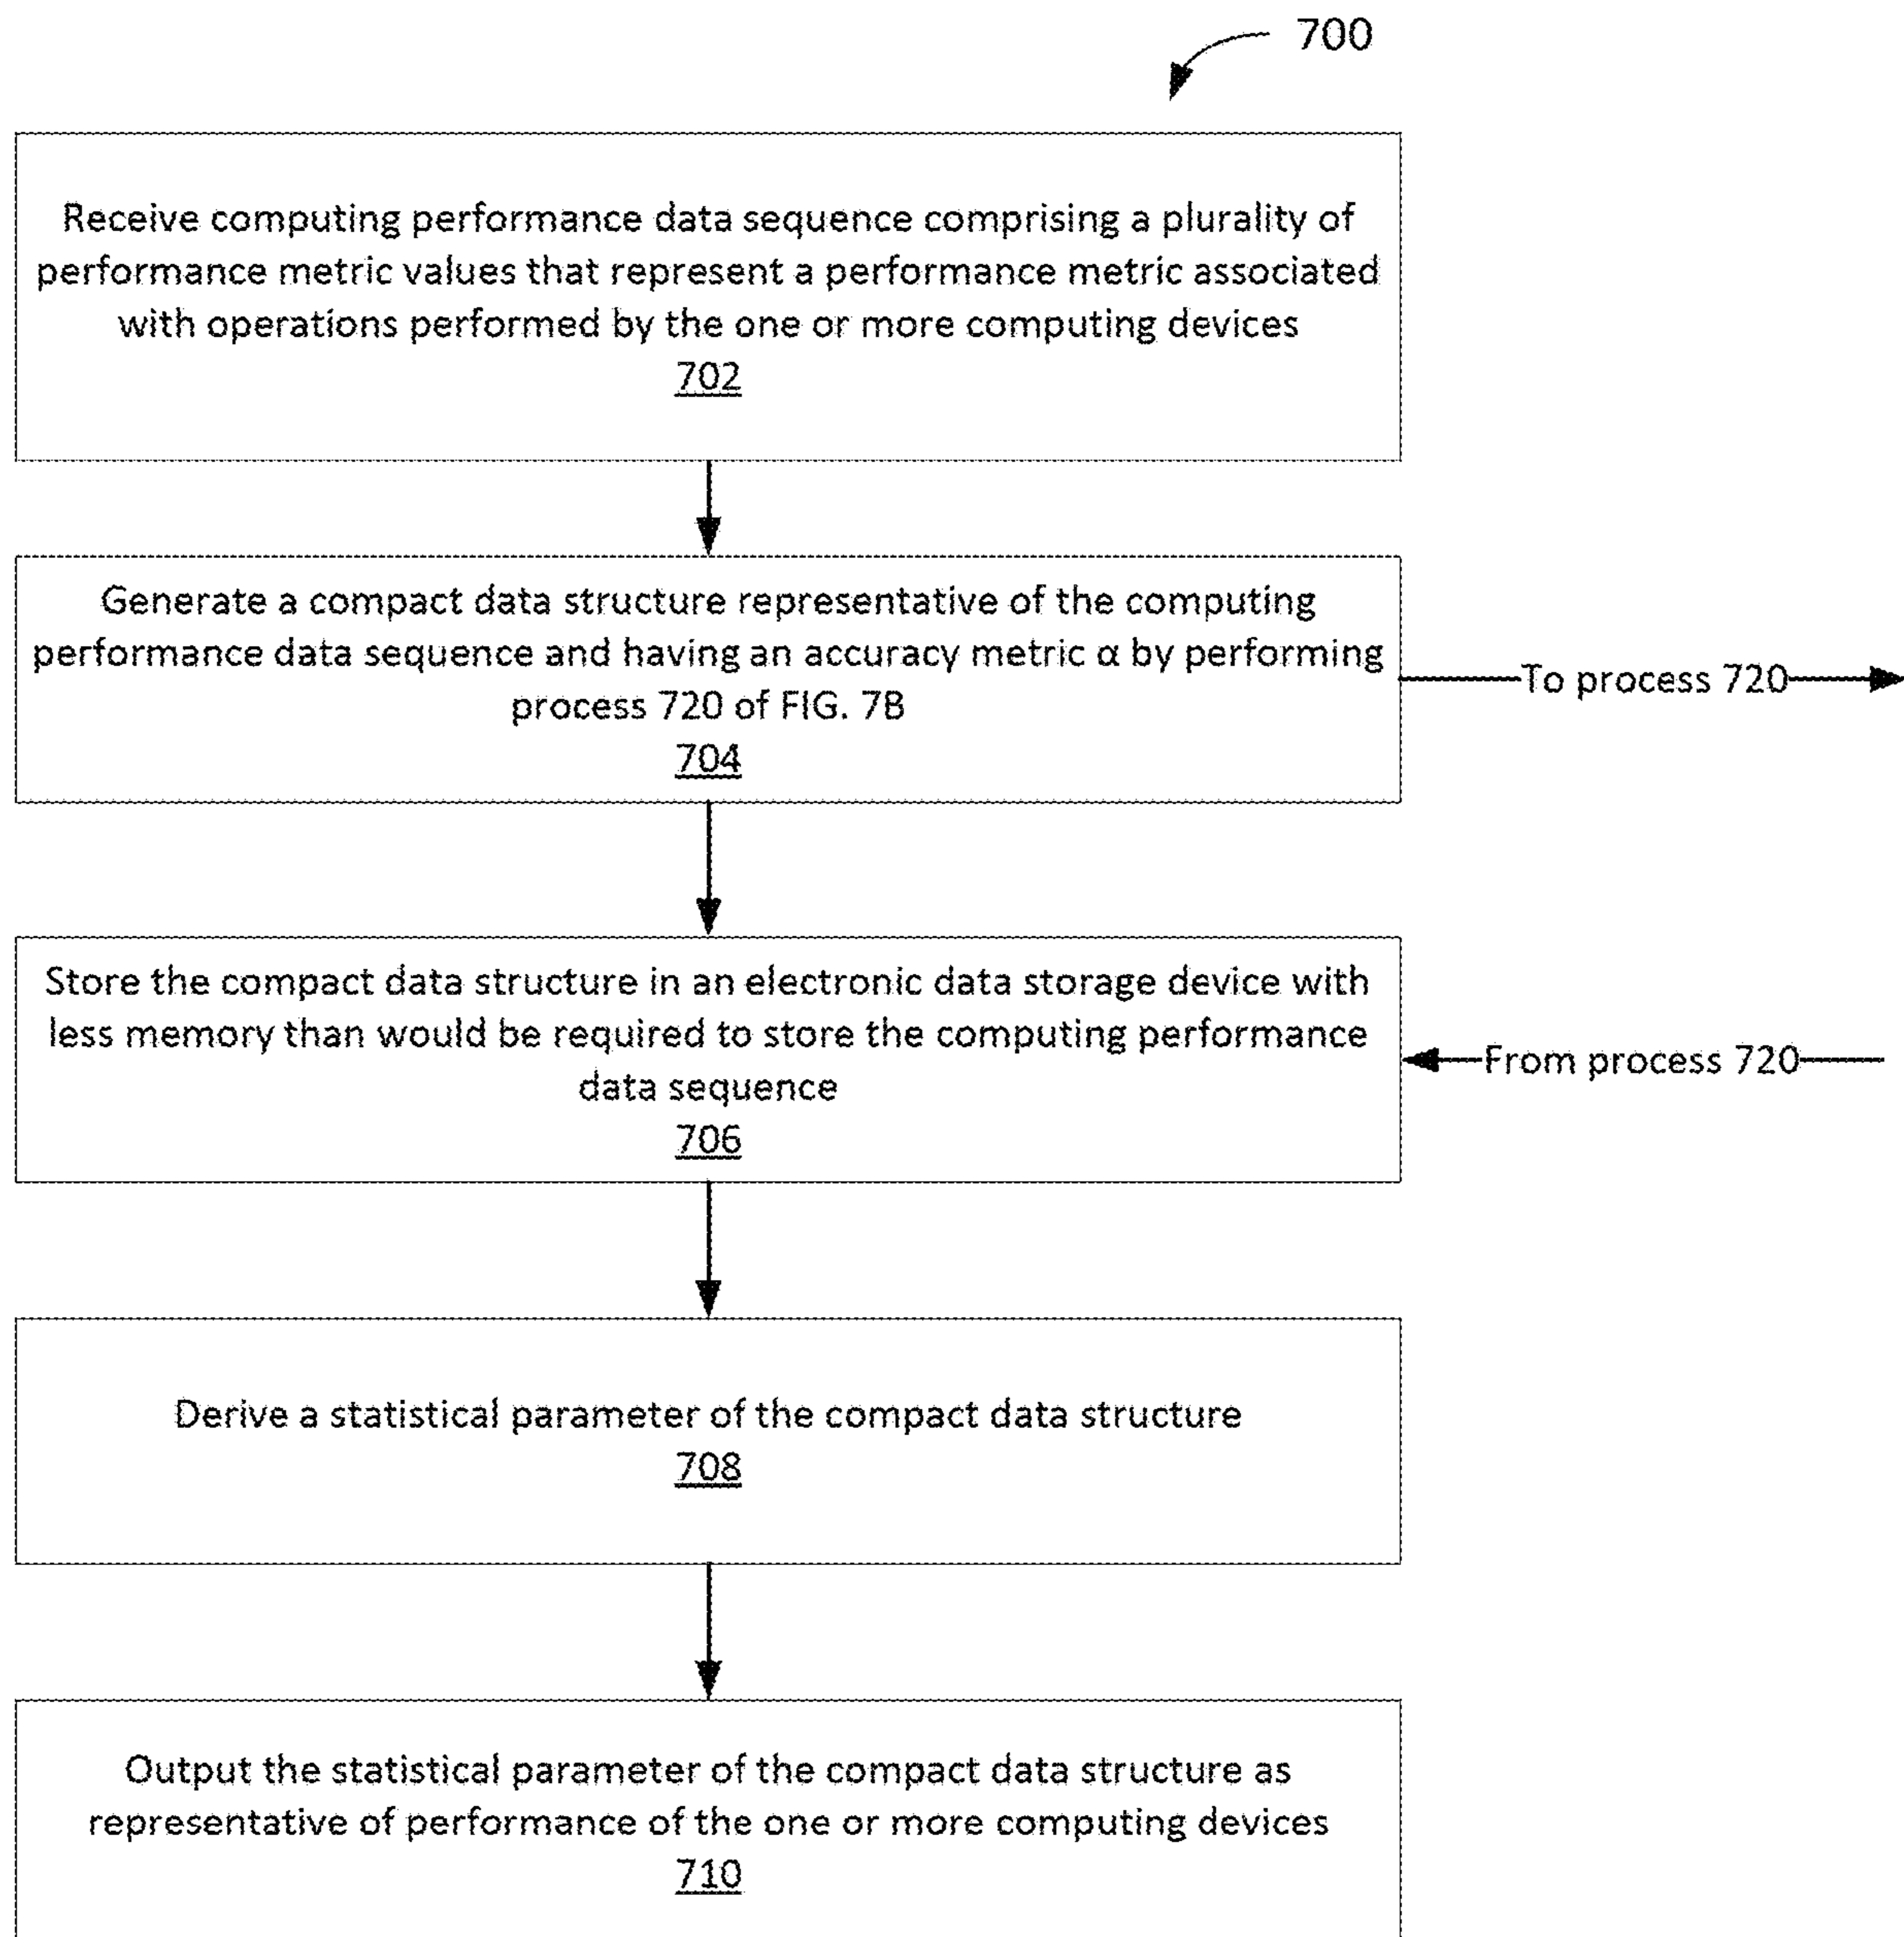 700
Receive computing performance data sequence comprising a plurality of
performance metric values that represent a performance metric associated
with operations performed by the one or more computing devices
702
Generate a compact data structure representative of the computing
performance data sequence and having an accuracy metric α by performing
process 720 of FIG. 7B
704
To process 720
Store the compact data structure in an electronic data storage device with
less memory than would be required to store the computing performance
data sequence
706
From process 720
Derive a statistical parameter of the compact data structure
708
Output the statistical parameter of the compact data structure as
representative of performance of the one or more computing devices
710